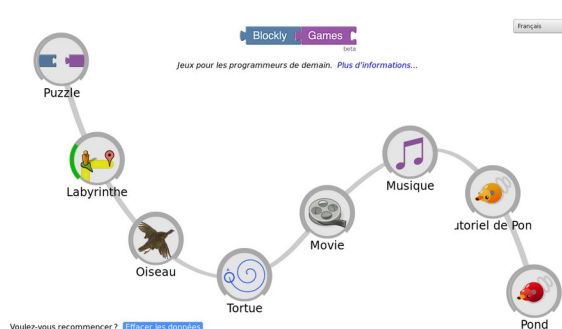 Blockly Games
beta
Français
Jeux pour les programmeurs de demain. Plus d'informations...
Puzzle
Labyrinthe
Oiseau
Tortue
Movie
Musique
utoriel de Pon
Pond
Voulez-vous recommencer ? Effacer les données